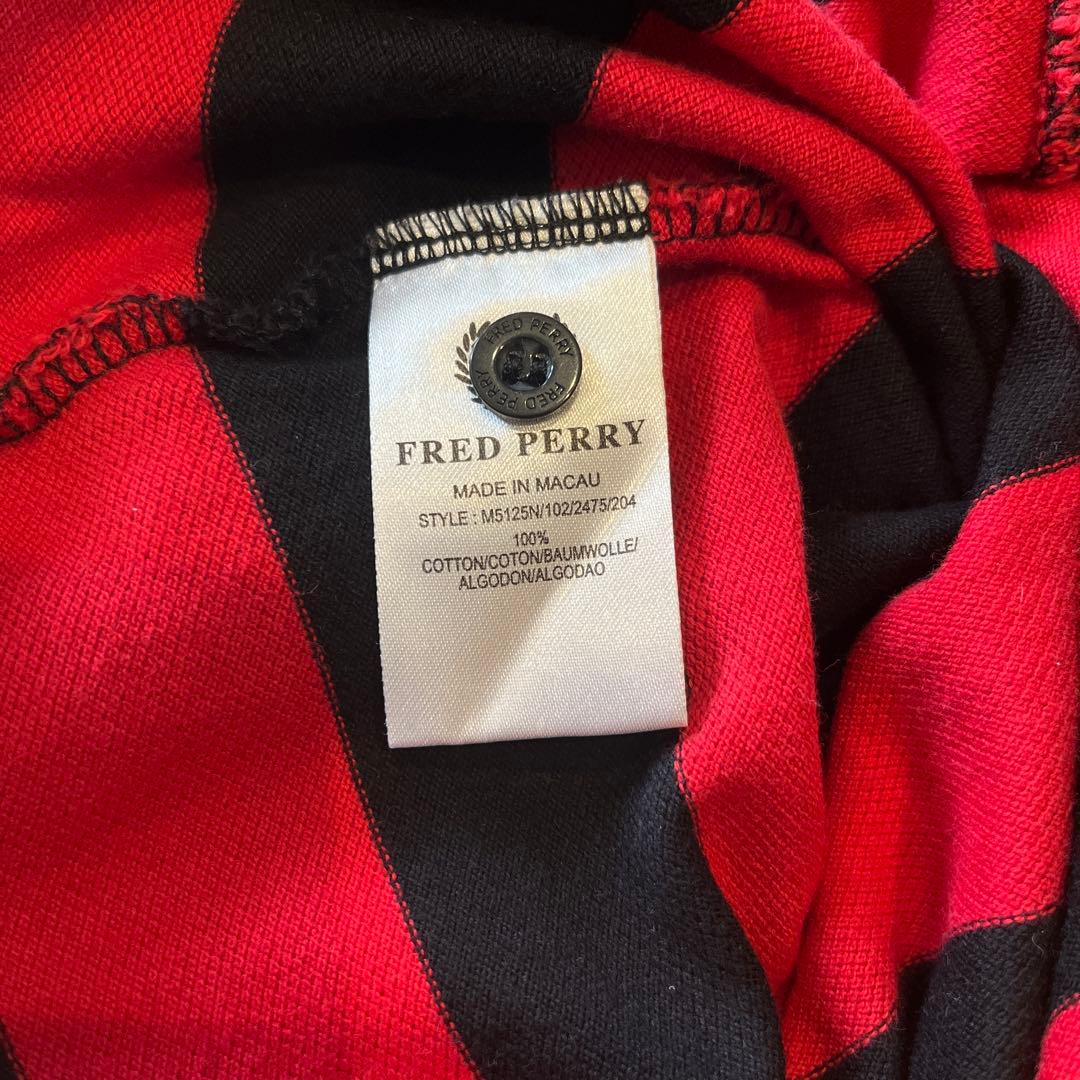 FRED PERRY
FRED PERRY
FRED PERRY
MADE IN MACAU
STYLE : M5125N/102/2475/204
100%
COTTON/COTON/BAUMWOLLE/
ALGODON/ALGODAO